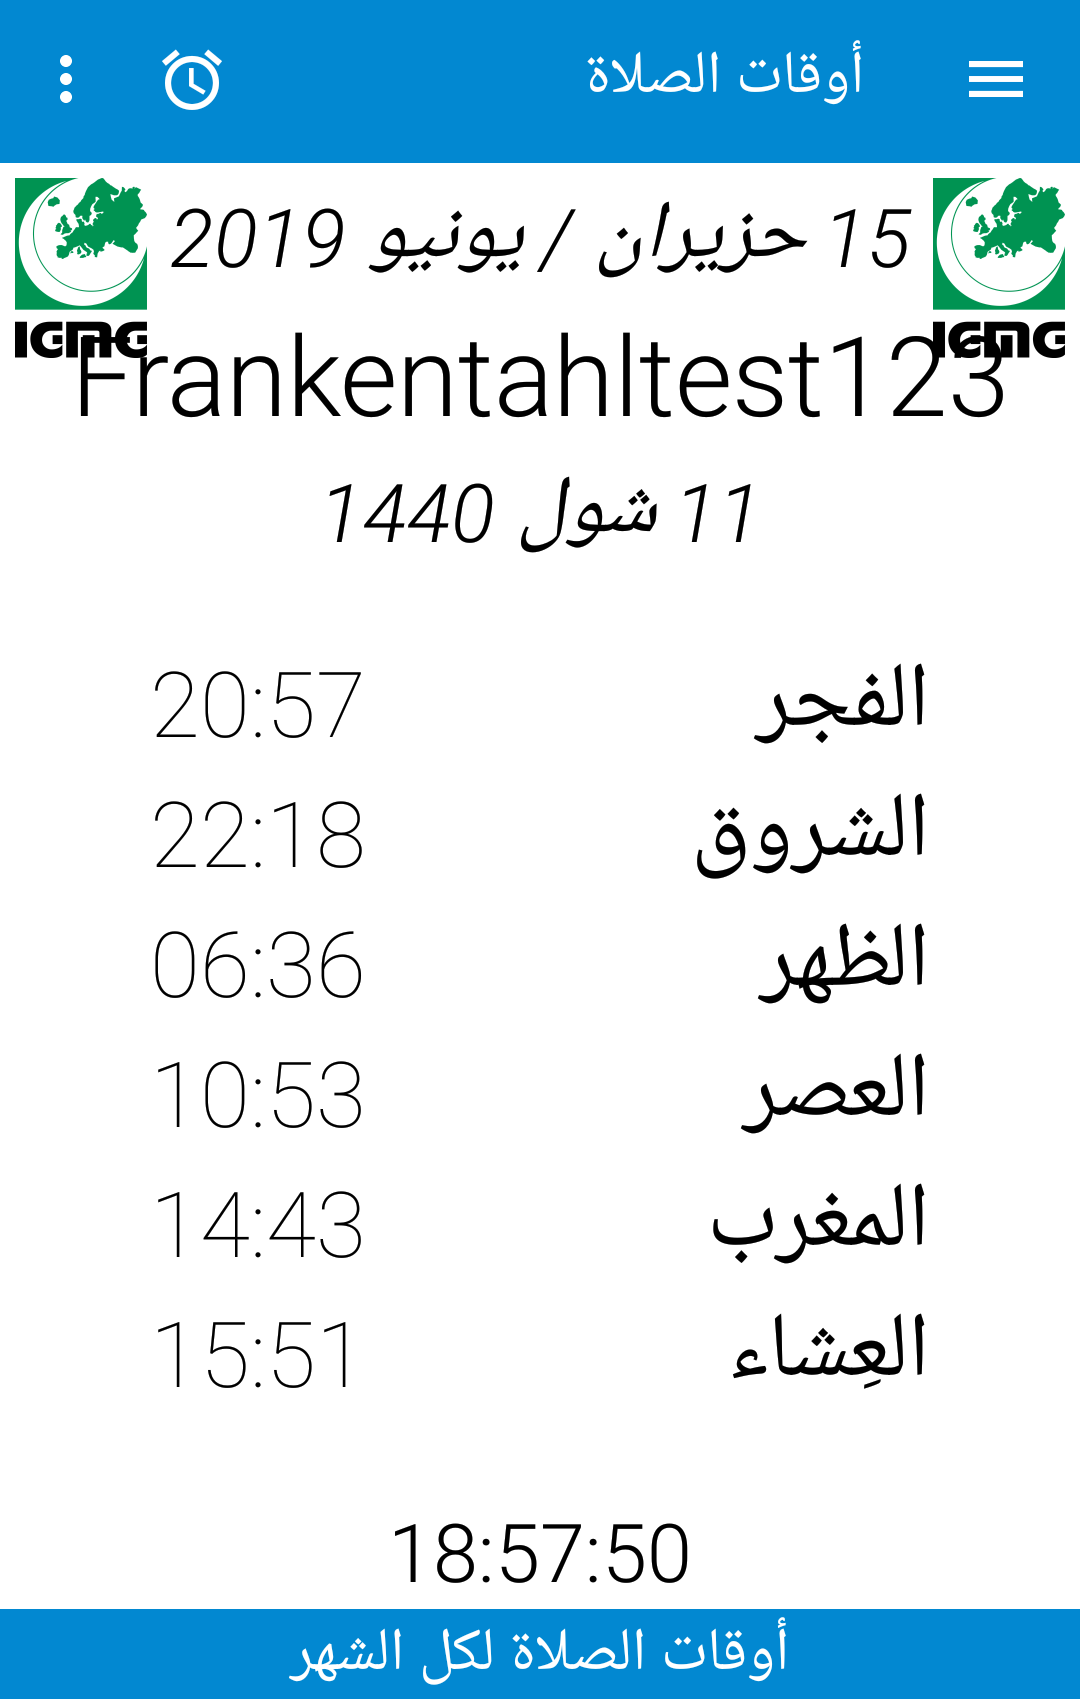 أوقات الصلاة
15 حزيران / يونيو 2019
IGMG IGMG
Frankentahltest123
11 شول 1440
الفجر 20:57
الشروق 22:18
الظهر 06:36
العصر 10:53
المغرب 14:43
العِشاء 15:51
18:57:50
أوقات الصلاة لكل الشهر